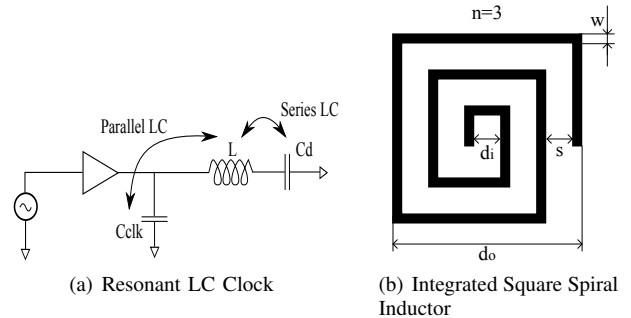 Parallel LC
Series LC
L
Cd
Cclk
(a) Resonant LC Clock
n=3
w
di
s
do
(b) Integrated Square Spiral
Inductor